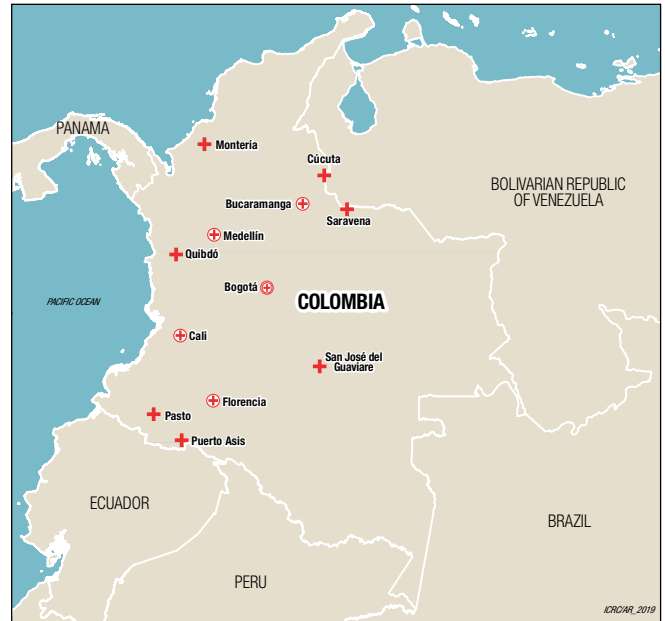 PANAMA
Montería
Cúcuta
BOLIVARIAN REPUBLIC
OF VENEZUELA
Bucaramanga
Saravena
Medellín
Quibdó
Bogotá
COLOMBIA
PACIFIC OCEAN
Cali
San José del
Guaviare
Florencia
Pasto
Puerto Asis
ECUADOR
BRAZIL
PERU
ICRC/AR_2019